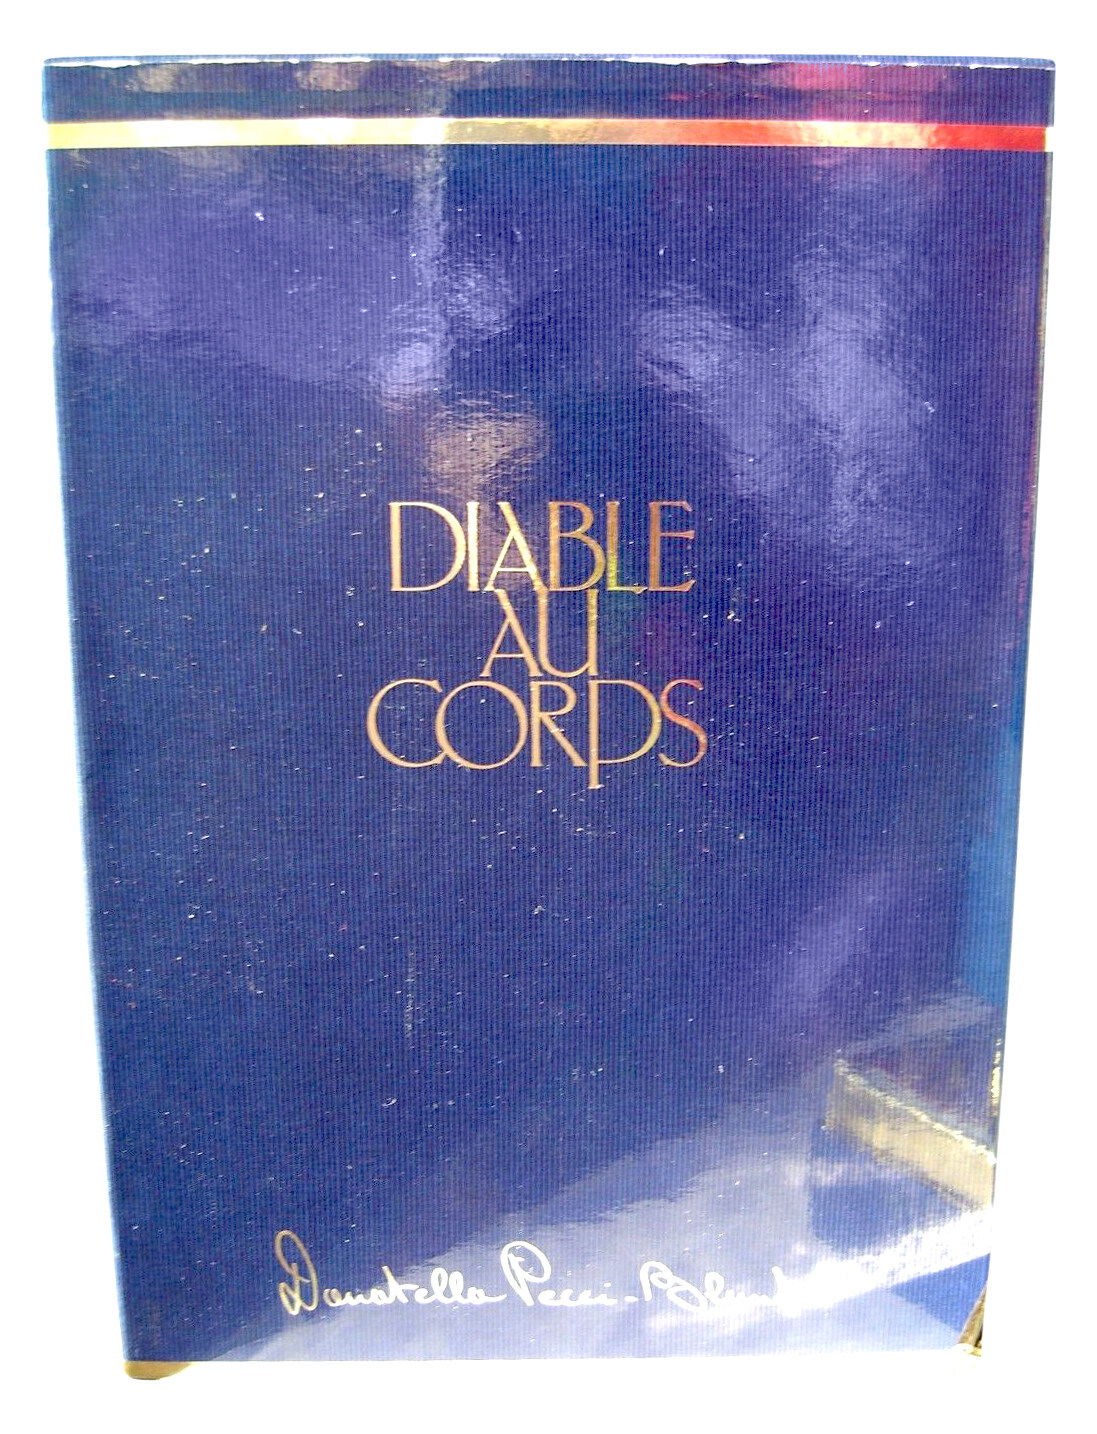 DIABLE
AU
CORPS
Donatella Pecci-Blunt